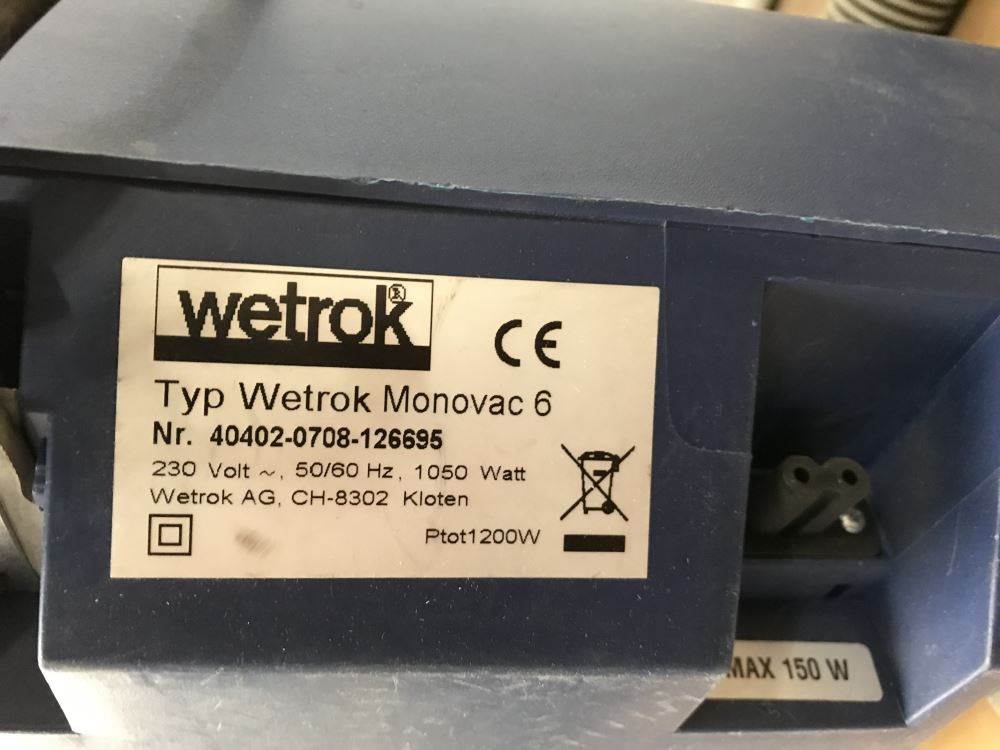 wetrok®
CE
Typ Wetrok Monovac 6
Nr. 40402-0708-126695
230 Volt ~, 50/60 Hz, 1050 Watt
Wetrok AG, CH-8302 Kloten
Ptot1200W
MAX 150 W